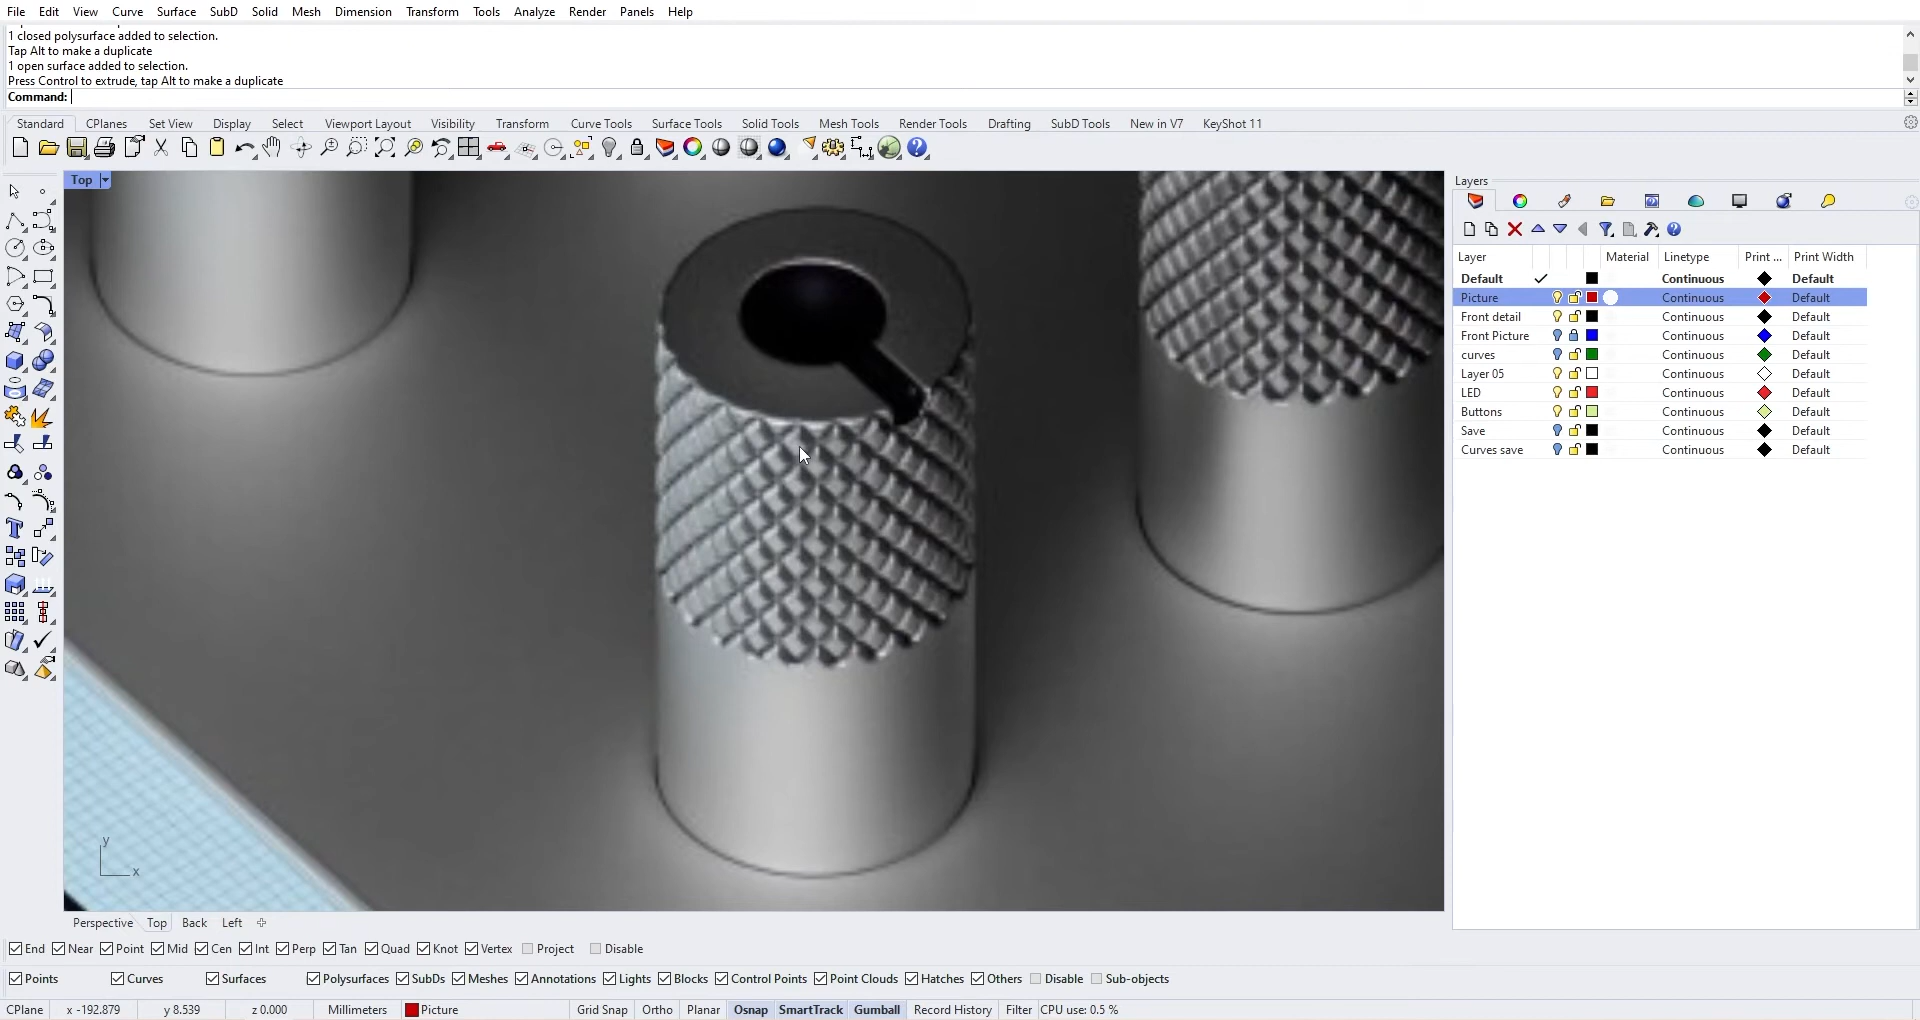 File Edit View Curve Surface SubD Solid Mesh Dimension Transform Tools Analyze Render Panels Help
1 closed polysurface added to selection.
Tap Alt to make a duplicate
1 open surface added to selection.
Press Control to extrude, tap Alt to make a duplicate
Command:
Standard CPlanes Set View Display Select Viewport Layout Visibility Transform Curve Tools Surface Tools Solid Tools Mesh Tools Render Tools Drafting SubD Tools New in V7 KeyShot 11
Top
Layers
Layer Material Linetype Print ... Print Width
Default Continuous Default
Picture Continuous Default
Front detail Continuous Default
Front Picture Continuous Default
curves Continuous Default
Layer 05 Continuous Default
LED Continuous Default
Buttons Continuous Default
Save Continuous Default
Curves save Continuous Default
y
x
Perspective Top Back Left
End Near Point Mid Cen Int Perp Tan Quad Knot Vertex Project Disable
Points Curves Surfaces Polysurfaces SubDs Meshes Annotations Lights Blocks Control Points Point Clouds Hatches Others Disable Sub-objects
CPlane x -192.879 y 8.539 z 0.000 Millimeters Picture Grid Snap Ortho Planar Osnap SmartTrack Gumball Record History Filter CPU use: 0.5 %